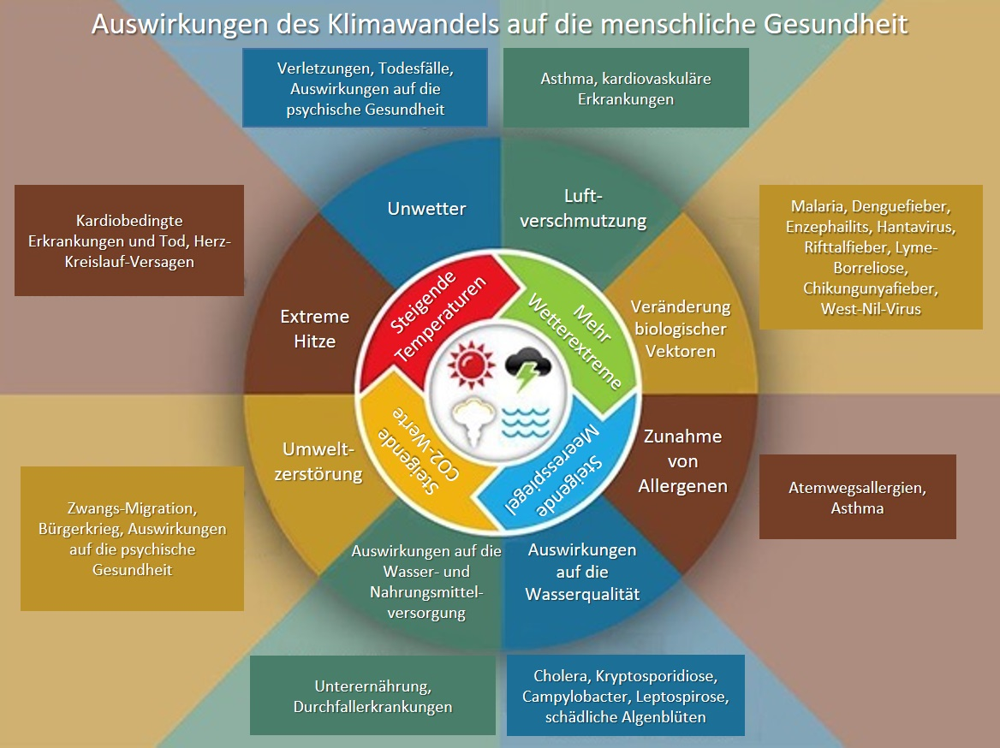 Auswirkungen des Klimawandels auf die menschliche Gesundheit
Verletzungen, Todesfälle,
Auswirkungen auf die
psychische Gesundheit
Asthma, kardiovaskuläre
Erkrankungen
Unwetter
Luft-
verschmutzung
Kardiobedingte
Erkrankungen und Tod, Herz-
Kreislauf-Versagen
Malaria, Denguefieber,
Enzephailits, Hantavirus,
Rifttalfieber, Lyme-
Borreliose,
Chikungunyafieber,
West-Nil-Virus
Extreme
Hitze
Veränderung
biologischer
Vektoren
Steigende
Temperaturen
Mehr
Wetterextreme
Steigende
CO2-Werte
Steigende
Meeresspiegel
Umwelt-
zerstörung
Zunahme
von
Allergenen
Zwangs-Migration,
Bürgerkrieg, Auswirkungen
auf die psychische
Gesundheit
Atemwegsallergien,
Asthma
Auswirkungen auf die
Wasser- und
Nahrungsmittel-
versorgung
Auswirkungen
auf die
Wasserqualität
Unterernährung,
Durchfallerkrankungen
Cholera, Kryptosporidiose,
Campylobacter, Leptospirose,
schädliche Algenblüten